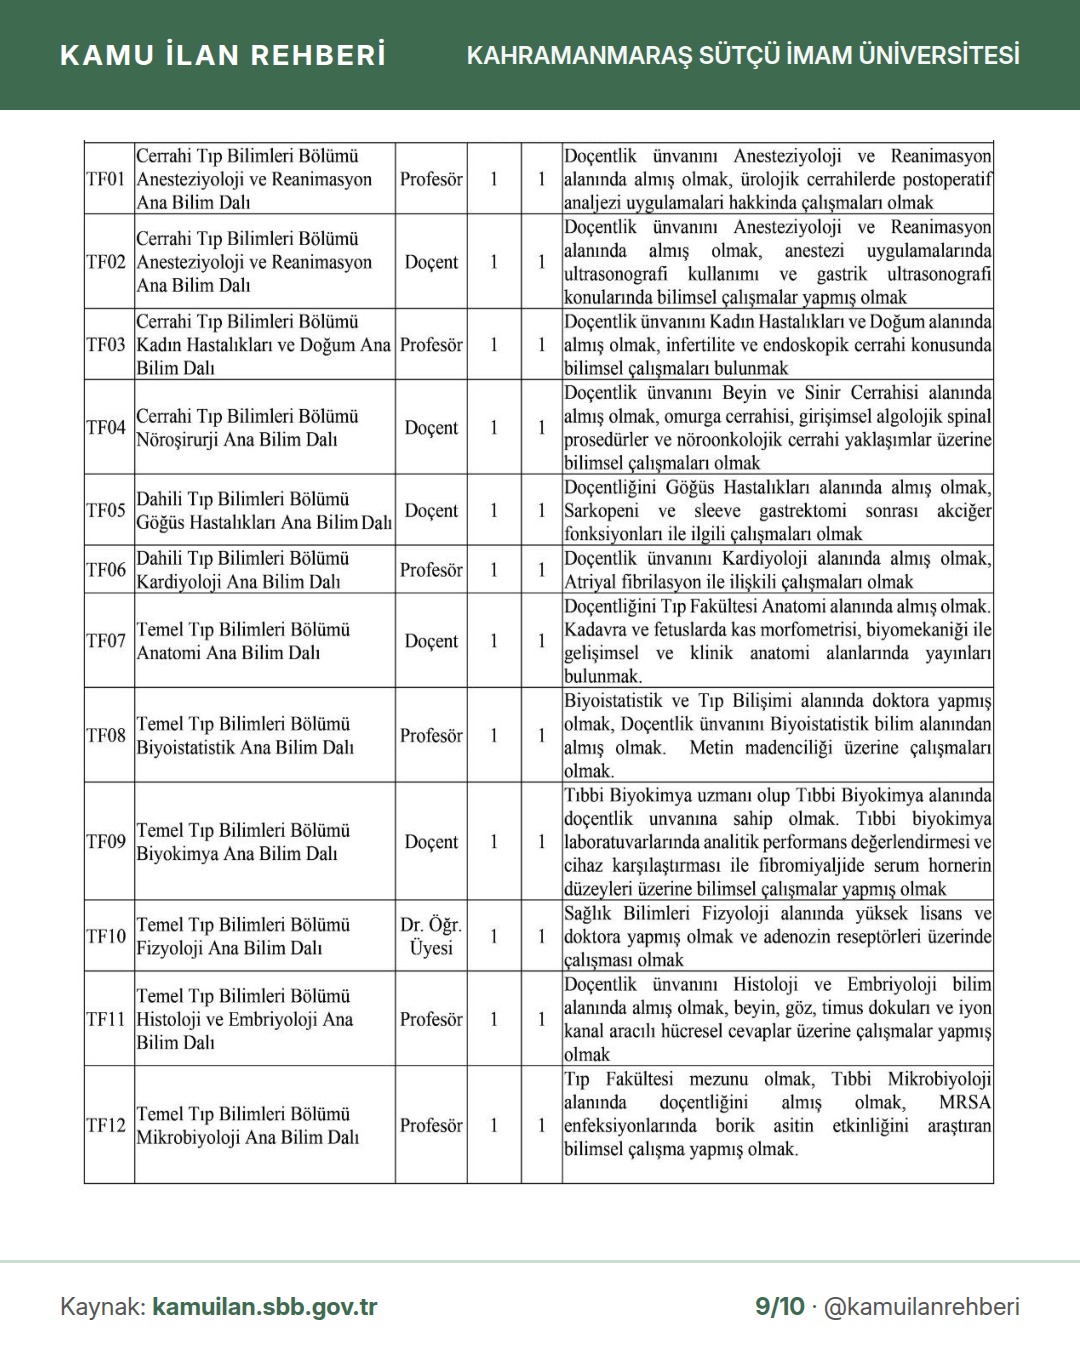 KAMU İLAN REHBERİ
KAHRAMANMARAŞ SÜTÇÜ İMAM ÜNİVERSİTESİ
TF01
Cerrahi Tıp Bilimleri Bölümü
Anesteziyoloji ve Reanimasyon
Ana Bilim Dalı
Profesör
1
1
Doçentlik ünvanını Anesteziyoloji ve Reanimasyon
alanında almış olmak, ürolojik cerrahilerde postoperatif
analjezi uygulamalari hakkinda çalışmaları olmak
TF02
Cerrahi Tıp Bilimleri Bölümü
Anesteziyoloji ve Reanimasyon
Ana Bilim Dalı
Doçent
1
1
Doçentlik ünvanını Anesteziyoloji ve Reanimasyon
alanında almış olmak, anestezi uygulamalarında
ultrasonografi kullanımı ve gastrik ultrasonografi
konularında bilimsel çalışmalar yapmış olmak
TF03
Cerrahi Tıp Bilimleri Bölümü
Kadın Hastalıkları ve Doğum Ana
Bilim Dalı
Profesör
1
1
Doçentlik ünvanını Kadın Hastalıkları ve Doğum alanında
almış olmak, infertilite ve endoskopik cerrahi konusunda
bilimsel çalışmaları bulunmak
TF04
Cerrahi Tıp Bilimleri Bölümü
Nöroşirurji Ana Bilim Dalı
Doçent
1
1
Doçentlik ünvanını Beyin ve Sinir Cerrahisi alanında
almış olmak, omurga cerrahisi, girişimsel algolojik spinal
prosedürler ve nöroonkolojik cerrahi yaklaşımlar üzerine
bilimsel çalışmaları olmak
TF05
Dahili Tıp Bilimleri Bölümü
Göğüs Hastalıkları Ana Bilim Dalı
Doçent
1
1
Doçentliğini Göğüs Hastalıkları alanında almış olmak,
Sarkopeni ve sleeve gastrektomi sonrası akciğer
fonksiyonları ile ilgili çalışmaları olmak
TF06
Dahili Tıp Bilimleri Bölümü
Kardiyoloji Ana Bilim Dalı
Profesör
1
1
Doçentlik ünvanını Kardiyoloji alanında almış olmak,
Atriyal fibrilasyon ile ilişkili çalışmaları olmak
TF07
Temel Tıp Bilimleri Bölümü
Anatomi Ana Bilim Dalı
Doçent
1
1
Doçentliğini Tıp Fakültesi Anatomi alanında almış olmak.
Kadavra ve fetuslarda kas morfometrisi, biyomekaniği ile
gelişimsel ve klinik anatomi alanlarında yayınları
bulunmak.
TF08
Temel Tıp Bilimleri Bölümü
Biyoistatistik Ana Bilim Dalı
Profesör
1
1
Biyoistatistik ve Tıp Bilişimi alanında doktora yapmış
olmak, Doçentlik ünvanını Biyoistatistik bilim alanından
almış olmak. Metin madenciliği üzerine çalışmaları
olmak.
TF09
Temel Tıp Bilimleri Bölümü
Biyokimya Ana Bilim Dalı
Doçent
1
1
Tıbbi Biyokimya uzmanı olup Tıbbi Biyokimya alanında
doçentlik unvanına sahip olmak. Tıbbi biyokimya
laboratuvarlarında analitik performans değerlendirmesi ve
cihaz karşılaştırması ile fibromiyaljide serum hornerin
düzeyleri üzerine bilimsel çalışmalar yapmış olmak
TF10
Temel Tıp Bilimleri Bölümü
Fizyoloji Ana Bilim Dalı
Dr. Öğr.
Üyesi
1
1
Sağlık Bilimleri Fizyoloji alanında yüksek lisans ve
doktora yapmış olmak ve adenozin reseptörleri üzerinde
çalışması olmak
TF11
Temel Tıp Bilimleri Bölümü
Histoloji ve Embriyoloji Ana
Bilim Dalı
Profesör
1
1
Doçentlik ünvanını Histoloji ve Embriyoloji bilim
alanında almış olmak, beyin, göz, timus dokuları ve iyon
kanal aracılı hücresel cevaplar üzerine çalışmalar yapmış
olmak
TF12
Temel Tıp Bilimleri Bölümü
Mikrobiyoloji Ana Bilim Dalı
Profesör
1
1
Tıp Fakültesi mezunu olmak, Tıbbi Mikrobiyoloji
alanında doçentliğini almış olmak, MRSA
enfeksiyonlarında borik asitin etkinliğini araştıran
bilimsel çalışma yapmış olmak.
Kaynak: kamuilan.sbb.gov.tr
9/10 · @kamuilanrehberi